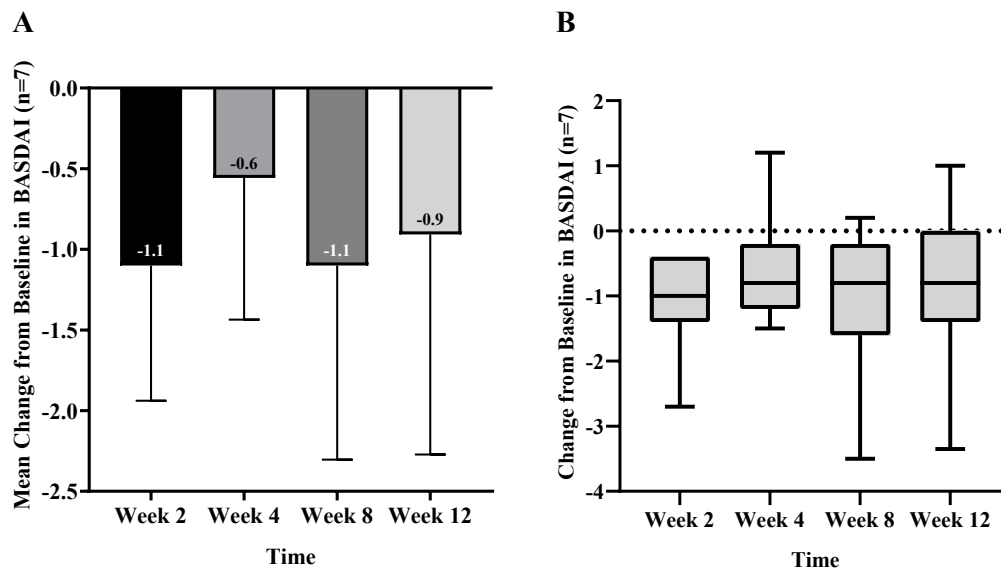 A
Mean Change from Baseline in BASDAI (n=7)
0.0
-0.5
-1.0
-1.5
-2.0
-2.5
-1.1
-0.6
-1.1
-0.9
Week 2 Week 4 Week 8 Week 12
Time
B
Change from Baseline in BASDAI (n=7)
2
1
0
-1
-2
-3
-4
Week 2 Week 4 Week 8 Week 12
Time